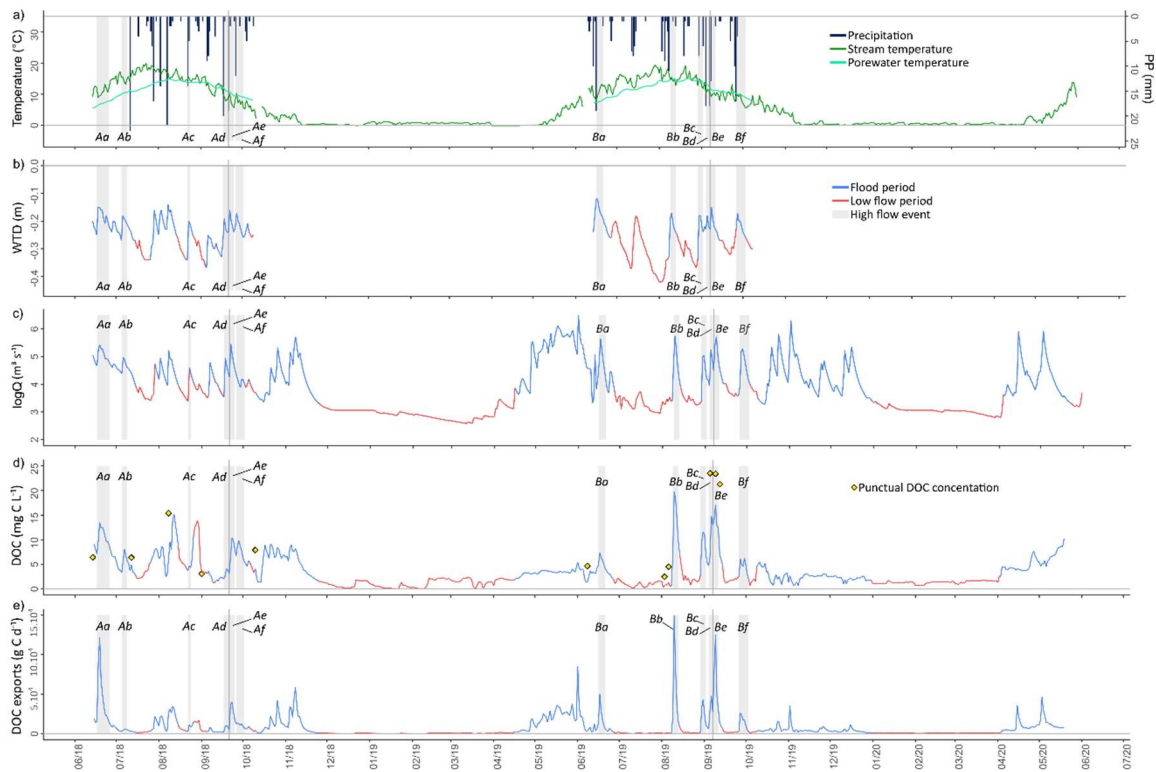 a)
Temperature (°C)
0 10 20 30
PP (mm)
0 5 10 15 20 25
Precipitation
Stream temperature
Porewater temperature
Aa Ab Ac Ad Ae Af Ba Bb Bc Bd Be Bf
b)
WTD (m)
0.0 -0.1 -0.2 -0.3 -0.4
Flood period
Low flow period
High flow event
Aa Ab Ac Ad Ae Af Ba Bb Bc Bd Be Bf
c)
logQ (m³ s⁻¹)
6 5 4 3 2
Aa Ab Ac Ad Ae Af Ba Bb Bc Bd Be Bf
d)
DOC (mg C L⁻¹)
25 20 15 10 5 0
Punctual DOC concentation
Aa Ab Ac Ad Ae Af Ba Bb Bc Bd Be Bf
e)
DOC exports (g C d⁻¹)
Aa Ab Ac Ad Ae Af Ba Bb Bc Bd Be Bf
06/18 07/18 08/18 09/18 10/18 11/18 12/18 01/19 02/19 03/19 04/19 05/19 06/19 07/19 08/19 09/19 10/19 11/19 12/19 01/20 02/20 03/20 04/20 05/20 06/20 07/20